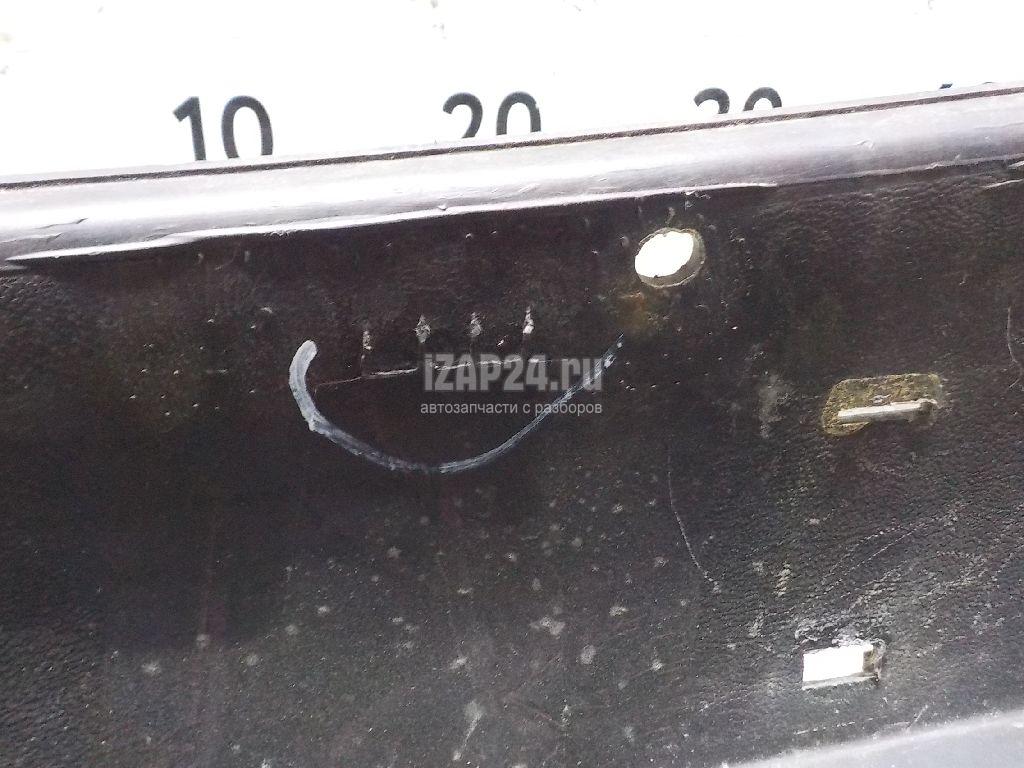 10 20 30
iZAP24.ru
автозапчасти с разборов